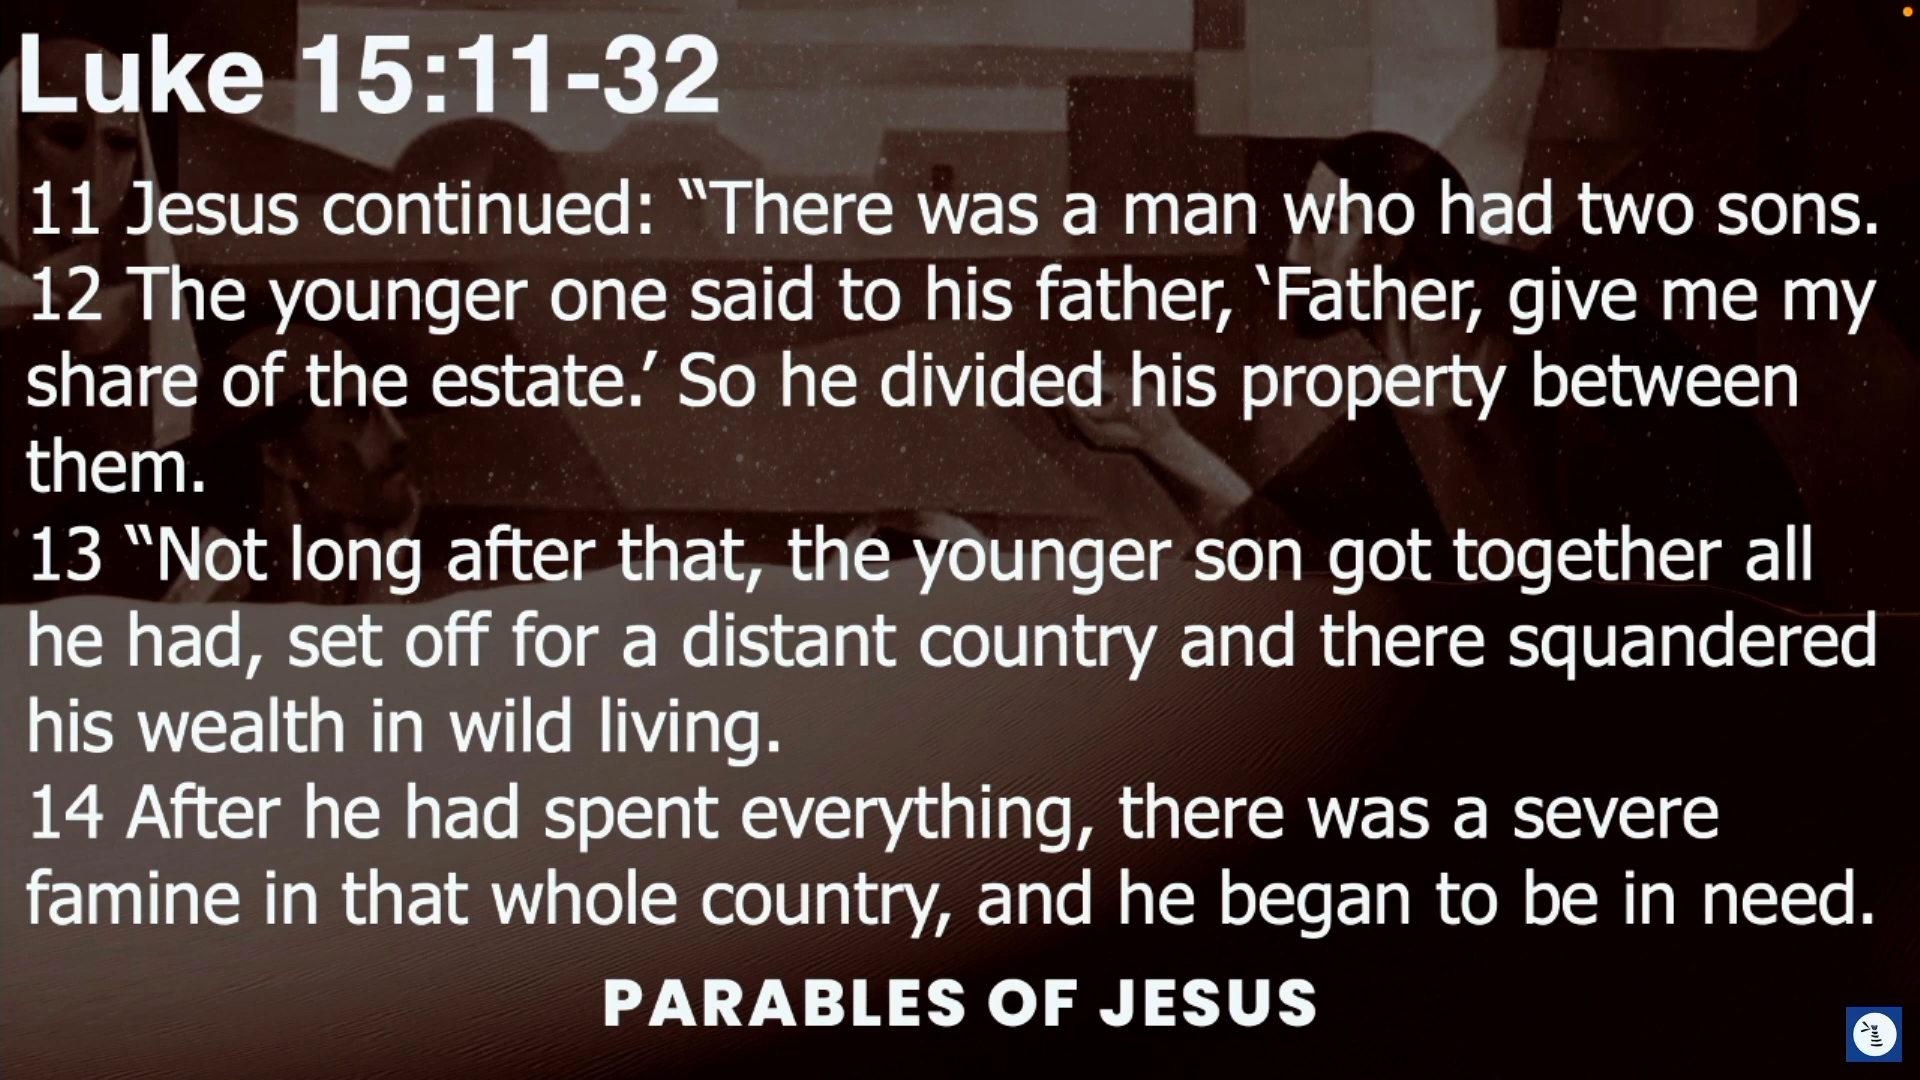 Luke 15:11-32
11 Jesus continued: “There was a man who had two sons.
12 The younger one said to his father, ‘Father, give me my
share of the estate.’ So he divided his property between
them.
13 “Not long after that, the younger son got together all
he had, set off for a distant country and there squandered
his wealth in wild living.
14 After he had spent everything, there was a severe
famine in that whole country, and he began to be in need.
PARABLES OF JESUS